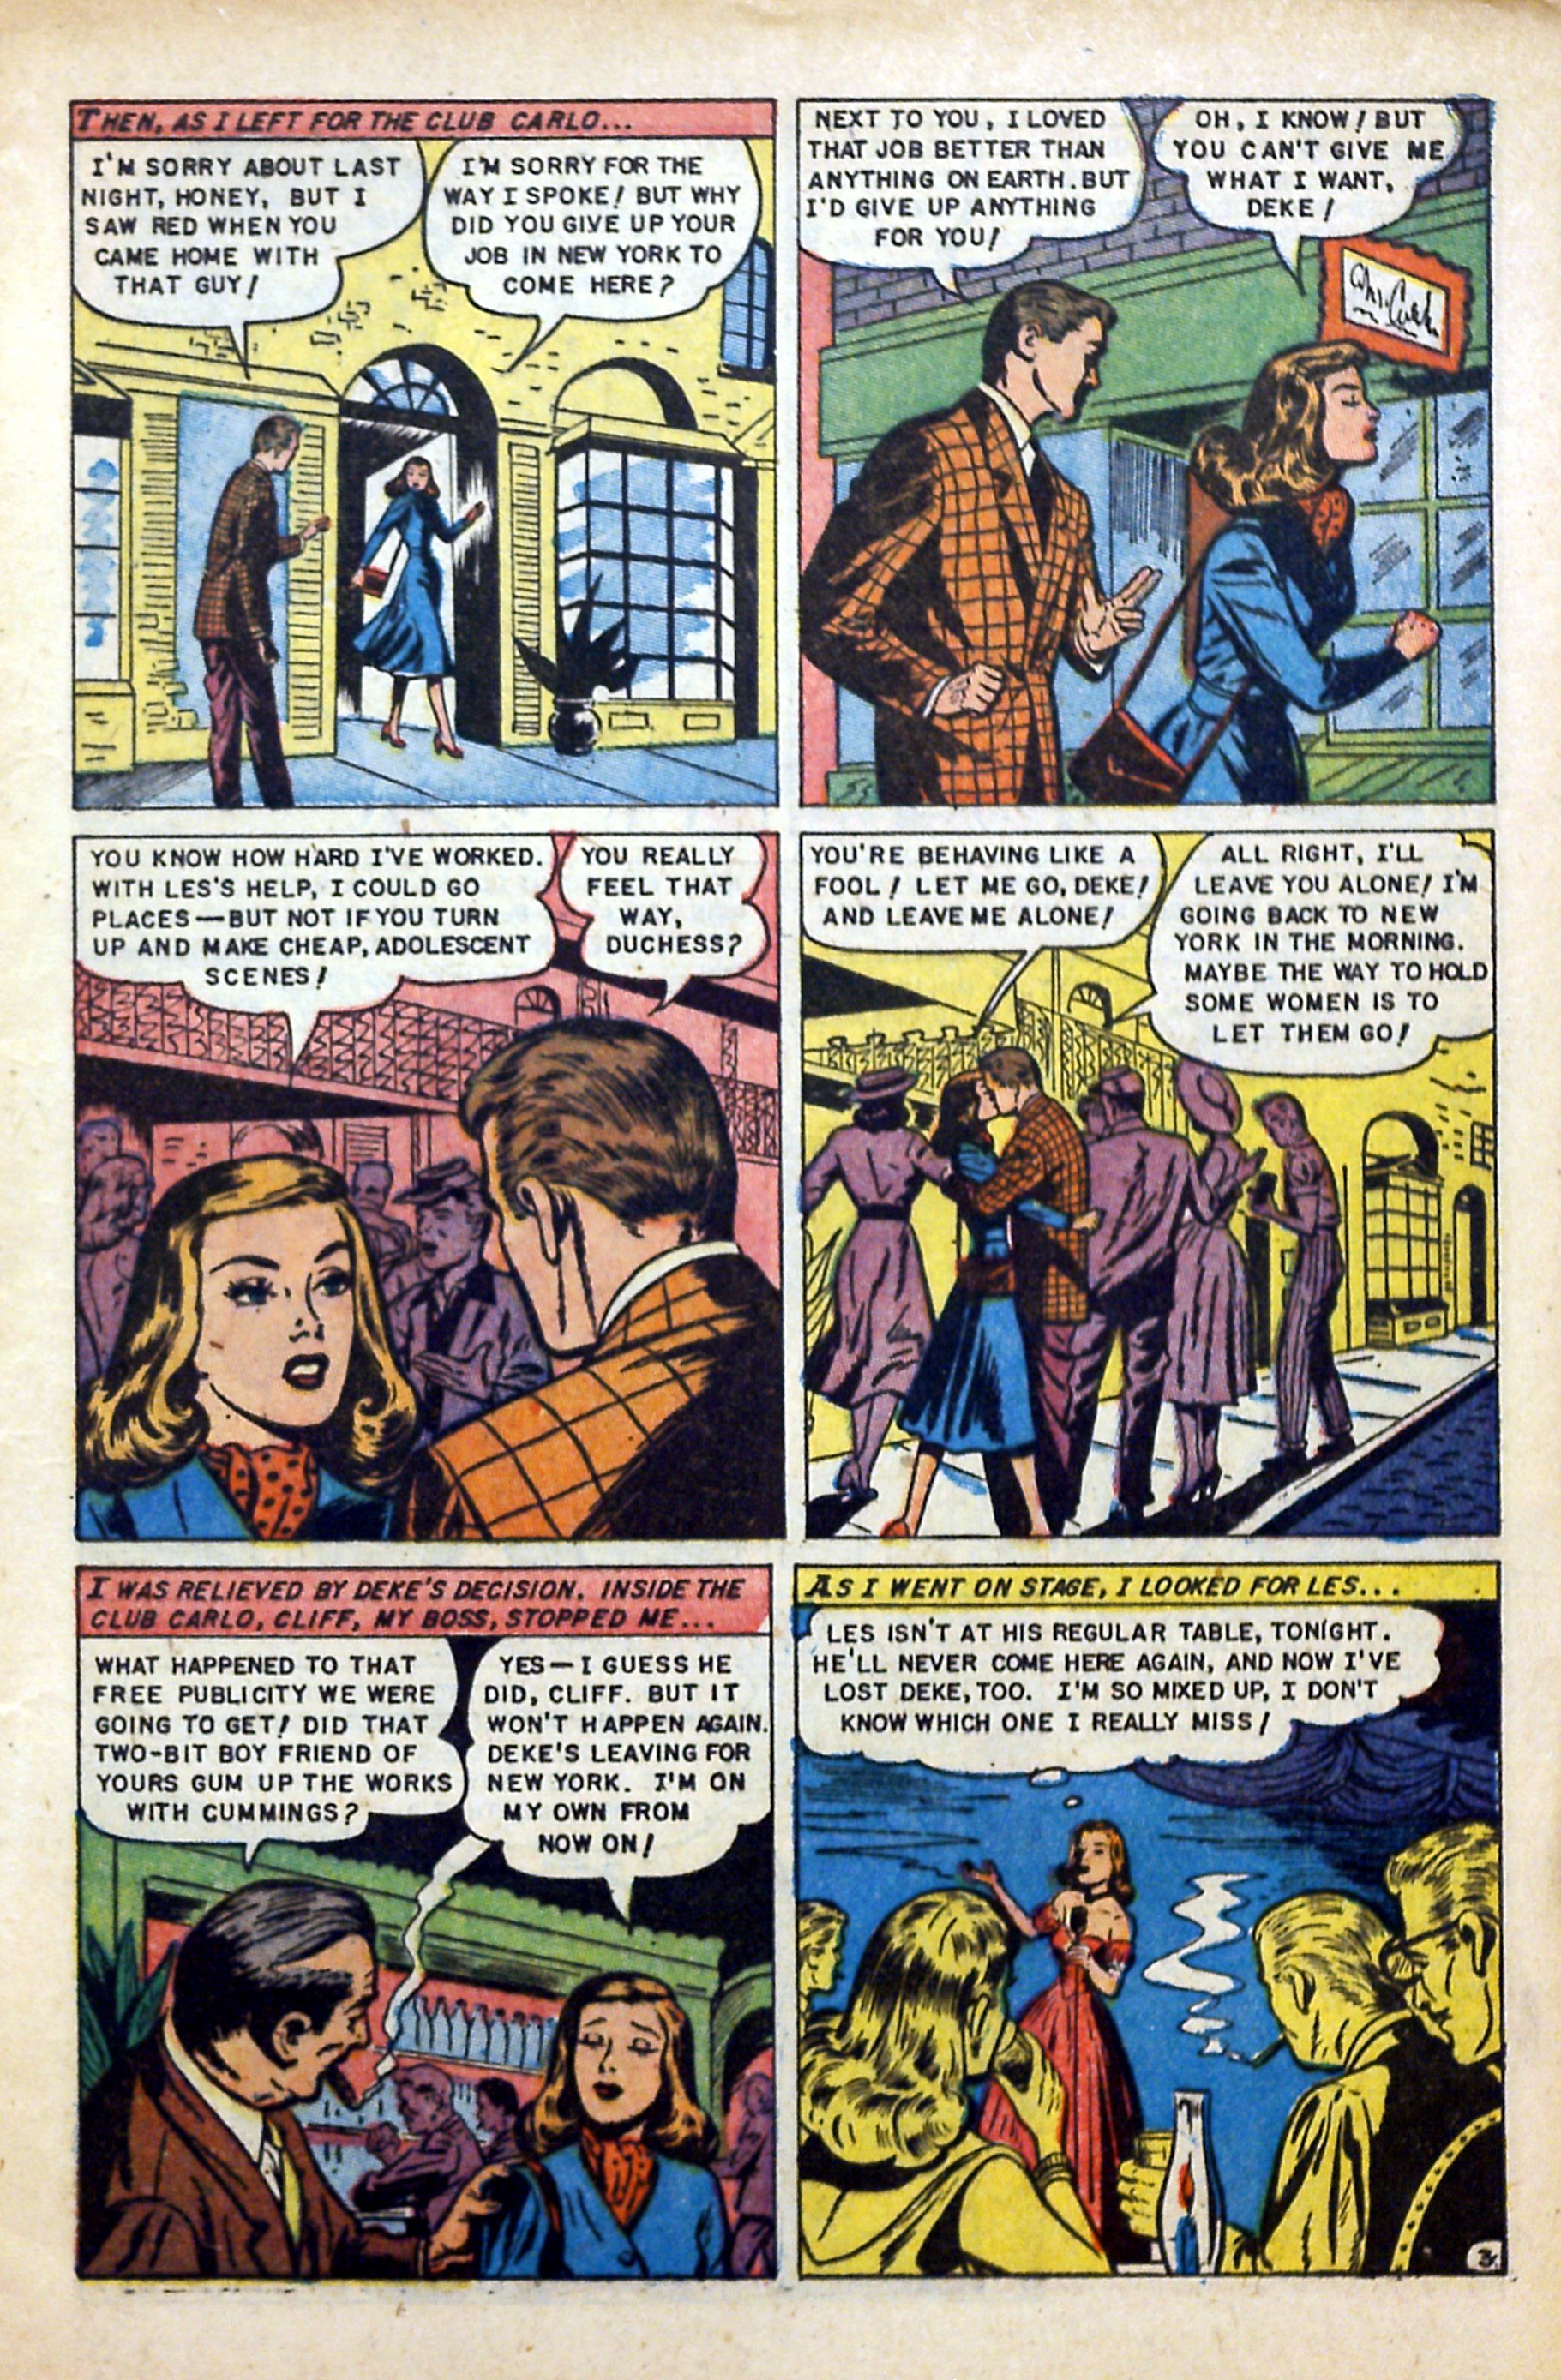 THEN, AS I LEFT FOR THE CLUB CARLO...
I'M SORRY ABOUT LAST
NIGHT, HONEY, BUT I
SAW RED WHEN YOU
CAME HOME WITH
THAT GUY!
I'M SORRY FOR THE
WAY I SPOKE! BUT WHY
DID YOU GIVE UP YOUR
JOB IN NEW YORK TO
COME HERE?
NEXT TO YOU, I LOVED
THAT JOB BETTER THAN
ANYTHING ON EARTH. BUT
I'D GIVE UP ANYTHING
FOR YOU!
OH, I KNOW! BUT
YOU CAN'T GIVE ME
WHAT I WANT,
DEKE!
YOU KNOW HOW HARD I'VE WORKED.
WITH LES'S HELP, I COULD GO
PLACES—BUT NOT IF YOU TURN
UP AND MAKE CHEAP, ADOLESCENT
SCENES!
YOU REALLY
FEEL THAT
WAY,
DUCHESS?
YOU'RE BEHAVING LIKE A
FOOL! LET ME GO, DEKE!
AND LEAVE ME ALONE!
ALL RIGHT, I'LL
LEAVE YOU ALONE! I'M
GOING BACK TO NEW
YORK IN THE MORNING.
MAYBE THE WAY TO HOLD
SOME WOMEN IS TO
LET THEM GO!
I WAS RELIEVED BY DEKE'S DECISION. INSIDE THE
CLUB CARLO, CLIFF, MY BOSS, STOPPED ME...
WHAT HAPPENED TO THAT
FREE PUBLICITY WE WERE
GOING TO GET! DID THAT
TWO-BIT BOY FRIEND OF
YOURS GUM UP THE WORKS
WITH CUMMINGS?
YES—I GUESS HE
DID, CLIFF. BUT IT
WON'T HAPPEN AGAIN.
DEKE'S LEAVING FOR
NEW YORK. I'M ON
MY OWN FROM
NOW ON!
AS I WENT ON STAGE, I LOOKED FOR LES...
LES ISN'T AT HIS REGULAR TABLE, TONIGHT.
HE'LL NEVER COME HERE AGAIN, AND NOW I'VE
LOST DEKE, TOO. I'M SO MIXED UP, I DON'T
KNOW WHICH ONE I REALLY MISS!
3